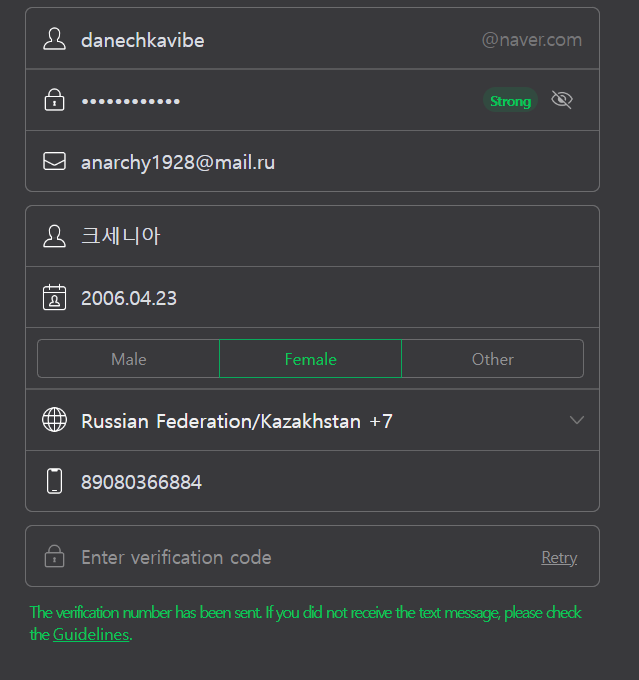 danechkavibe @naver.com
•••••••••••• Strong
anarchy1928@mail.ru
크세니아
2006.04.23
Male Female Other
Russian Federation/Kazakhstan +7
89080366884
Enter verification code Retry
The verification number has been sent. If you did not receive the text message, please check
the Guidelines.